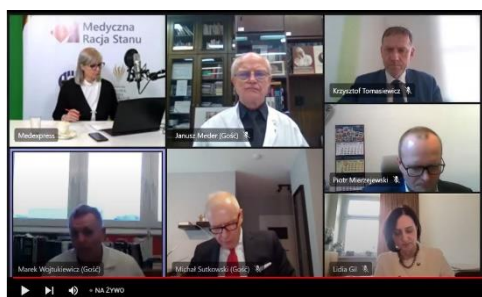 Medyczna
Racja Stanu
Medexpress
Janusz Meder (Gość)
Krzysztof Tomasiewicz
Piotr Mierzejewski
Marek Wojtukiewicz (Gość)
Michał Sutkowski (Gość)
Lidia Gil
NA ŻYWO